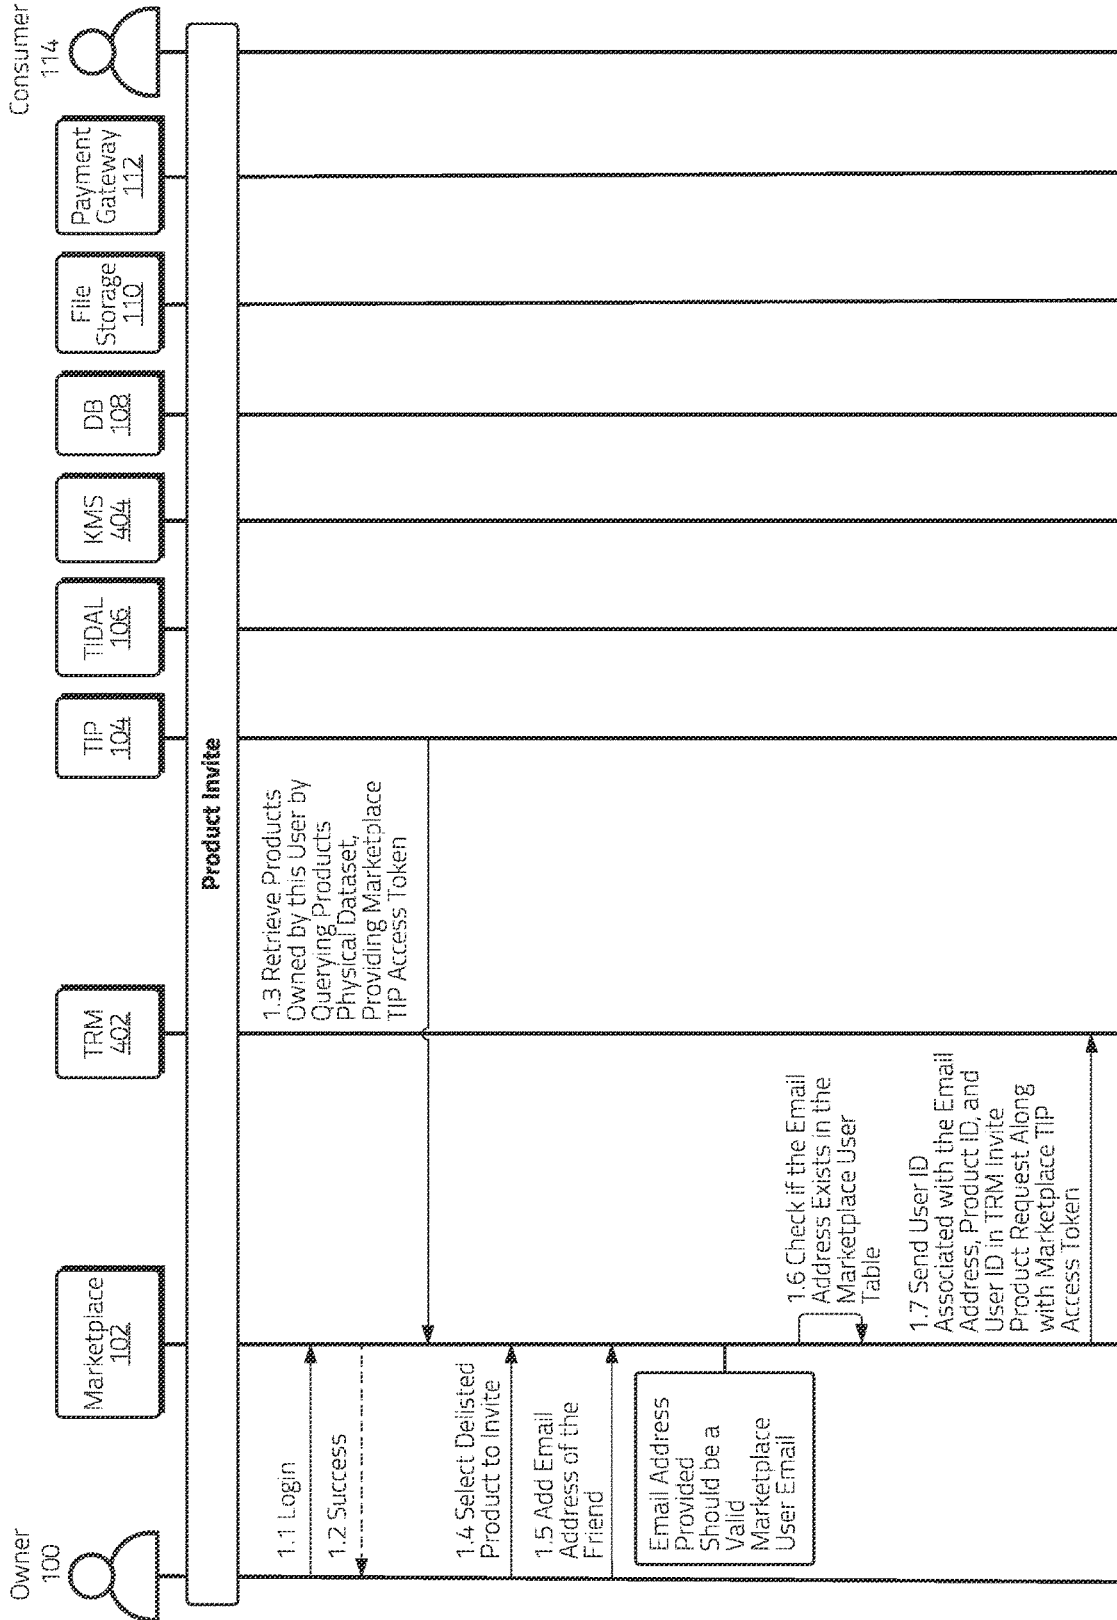 Owner
100
Marketplace
102
TRM
402
TIP
104
TIDAL
106
KMS
404
DB
108
File
Storage
110
Payment
Gateway
112
Consumer
114
Product Invite
1.1 Login
1.2 Success
1.3 Retrieve Products
Owned by this User by
Querying Products
Physical Dataset,
Providing Marketplace
TIP Access Token
1.4 Select Delisted
Product to Invite
1.5 Add Email
Address of the
Friend
Email Address
Provided
Should be a
Valid
Marketplace
User Email
1.6 Check if the Email
Address Exists in the
Marketplace User
Table
1.7 Send User ID
Associated with the Email
Address, Product ID, and
User ID in TRM Invite
Product Request Along
with Marketplace TIP
Access Token